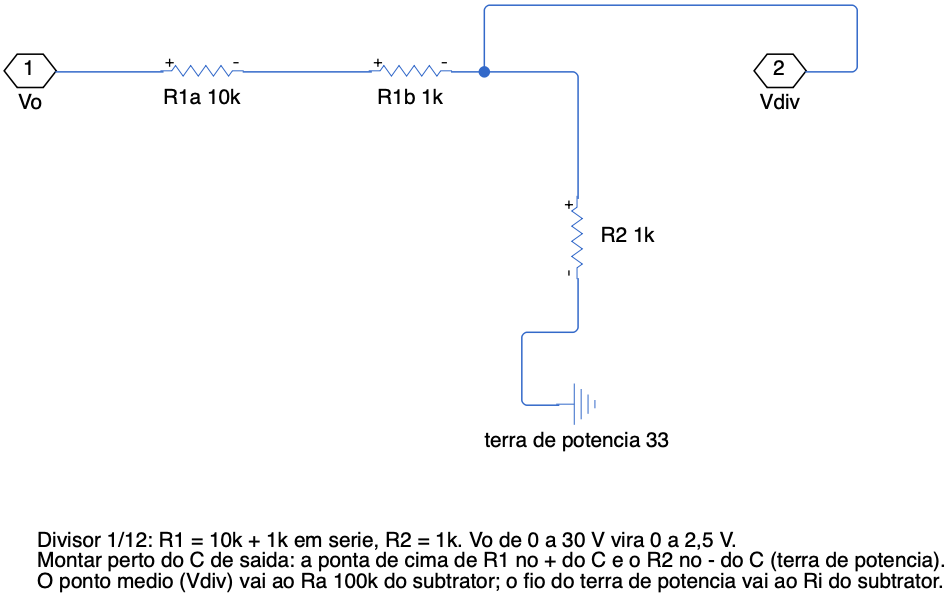 1
2
+ -
+ -
Vo
R1a 10k
R1b 1k
Vdiv
+
R2 1k
-
terra de potencia 33
Divisor 1/12: R1 = 10k + 1k em serie, R2 = 1k. Vo de 0 a 30 V vira 0 a 2,5 V.
Montar perto do C de saida: a ponta de cima de R1 no + do C e o R2 no - do C (terra de potencia).
O ponto medio (Vdiv) vai ao Ra 100k do subtrator; o fio do terra de potencia vai ao Ri do subtrator.